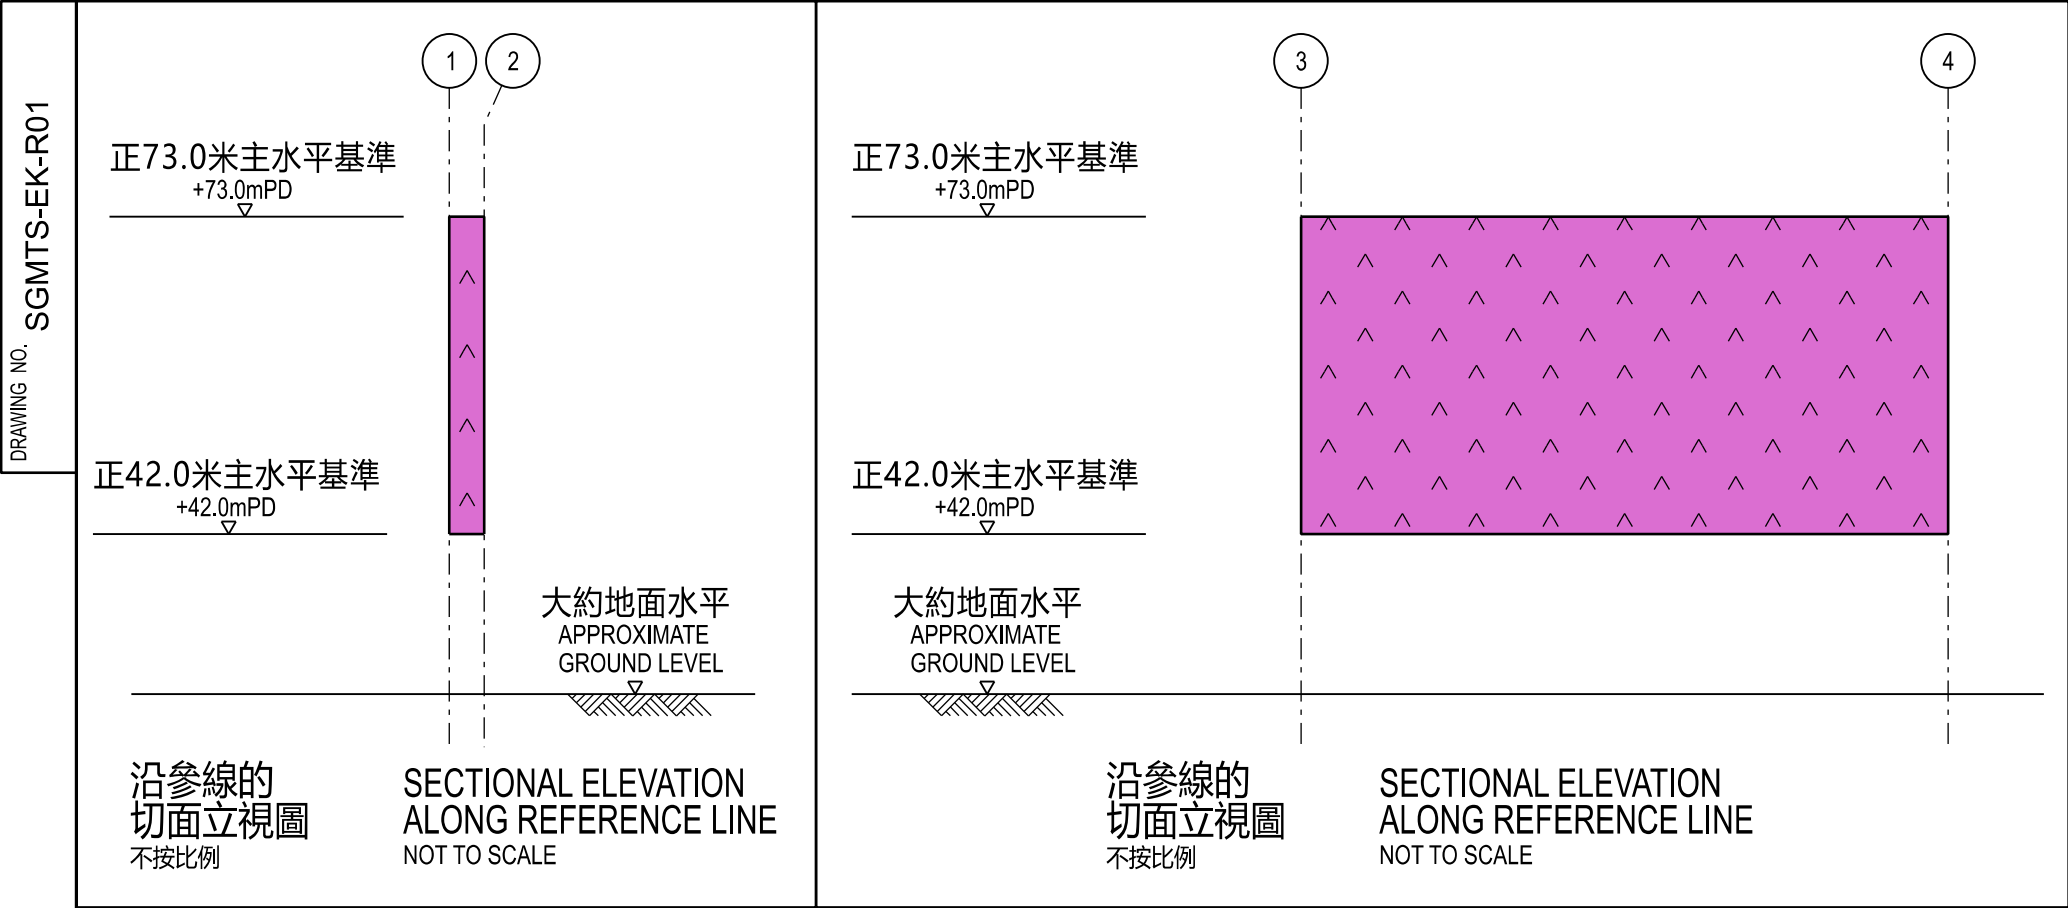 DRAWING NO. SGMTS-EK-R01
1
2
正73.0米主水平基準
+73.0mPD
正42.0米主水平基準
+42.0mPD
大約地面水平
APPROXIMATE
GROUND LEVEL
沿參線的
切面立視圖
不按比例
SECTIONAL ELEVATION
ALONG REFERENCE LINE
NOT TO SCALE
3
4
正73.0米主水平基準
+73.0mPD
正42.0米主水平基準
+42.0mPD
大約地面水平
APPROXIMATE
GROUND LEVEL
沿參線的
切面立視圖
不按比例
SECTIONAL ELEVATION
ALONG REFERENCE LINE
NOT TO SCALE